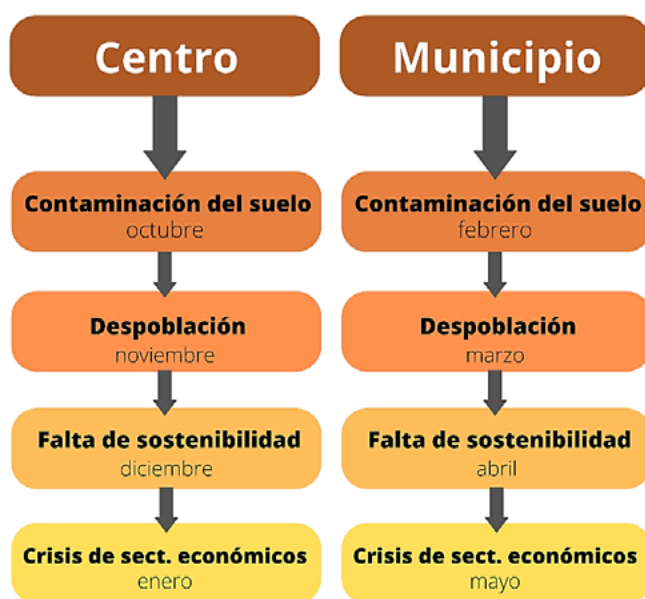 Centro
Contaminación del suelo
octubre
Despoblación
noviembre
Falta de sostenibilidad
diciembre
Crisis de sect. económicos
enero
Municipio
Contaminación del suelo
febrero
Despoblación
marzo
Falta de sostenibilidad
abril
Crisis de sect. económicos
mayo